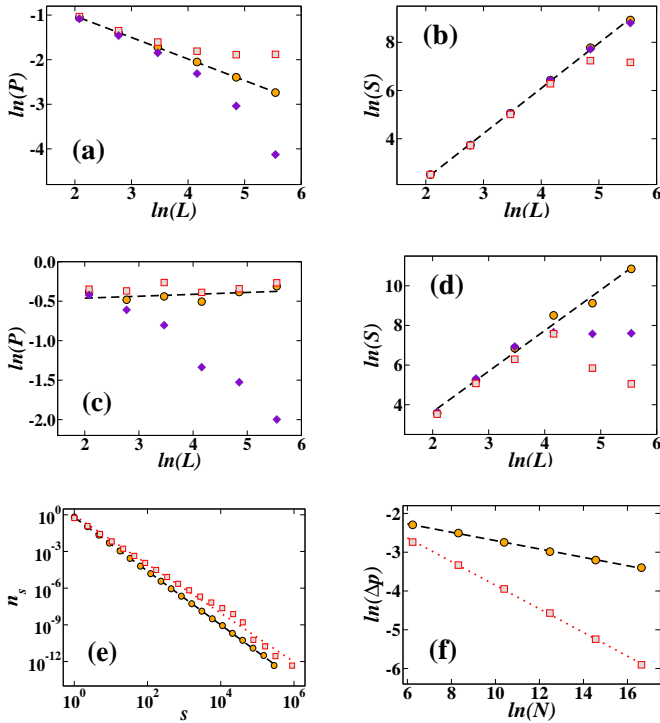 -1
-2
-3
-4
ln(P)
(a)
2 3 4 5 6
ln(L)
8
6
4
ln(S)
(b)
2 3 4 5 6
ln(L)
0.0
-0.5
-1.0
-1.5
-2.0
ln(P)
(c)
2 3 4 5 6
ln(L)
10
8
6
4
ln(S)
(d)
2 3 4 5 6
ln(L)
10^0
10^-3
10^-6
10^-9
10^-12
n_s
(e)
10^0 10^2 10^4 10^6
s
-2
-3
-4
-5
-6
ln(Δp)
(f)
6 8 10 12 14 16
ln(N)